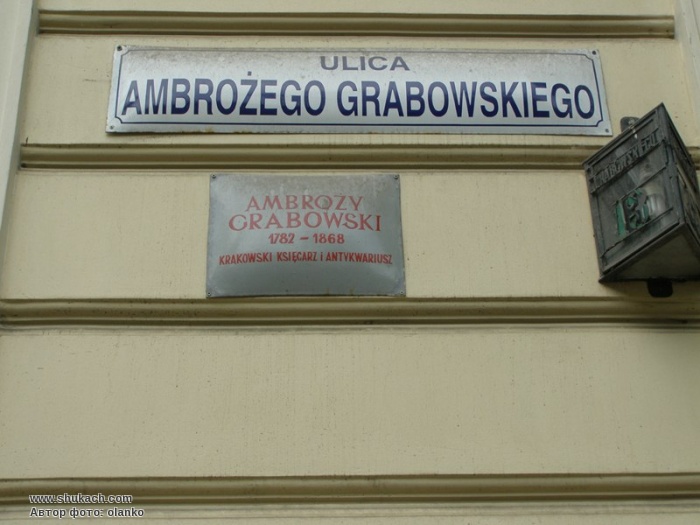 ULICA
AMBROŻEGO GRABOWSKIEGO
AMBROŻY
GRABOWSKI
1782 - 1868
KRAKOWSKI KSIĘGARZ I ANTYKWARIUSZ
www.shukach.com
Автор фото: olanko